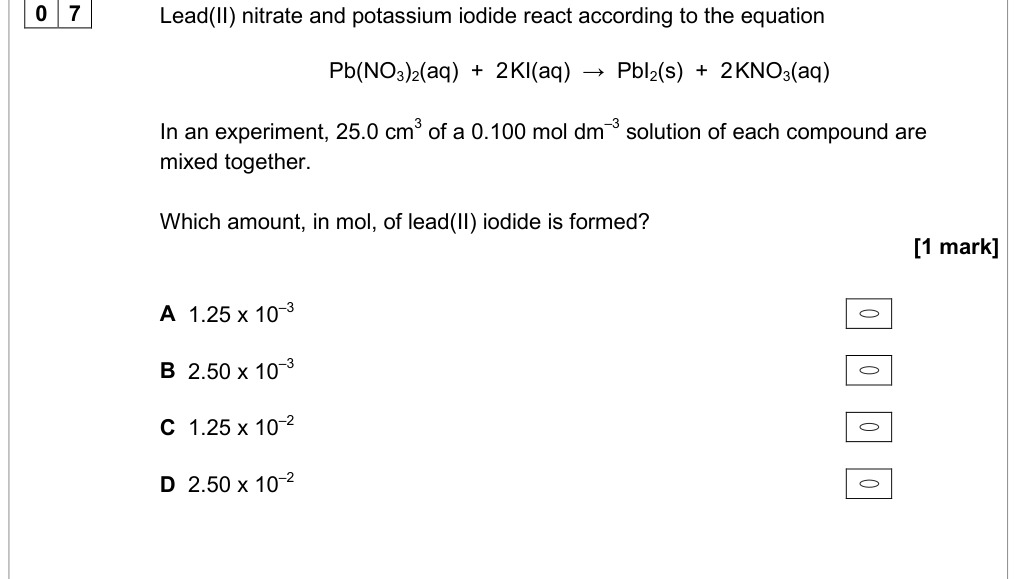 0 7 Lead(II) nitrate and potassium iodide react according to the equation
Pb(NO₃)₂(aq) + 2KI(aq) → PbI₂(s) + 2KNO₃(aq)
In an experiment, 25.0 cm³ of a 0.100 mol dm⁻³ solution of each compound are
mixed together.
Which amount, in mol, of lead(II) iodide is formed?
[1 mark]
A 1.25 x 10⁻³
B 2.50 x 10⁻³
C 1.25 x 10⁻²
D 2.50 x 10⁻²